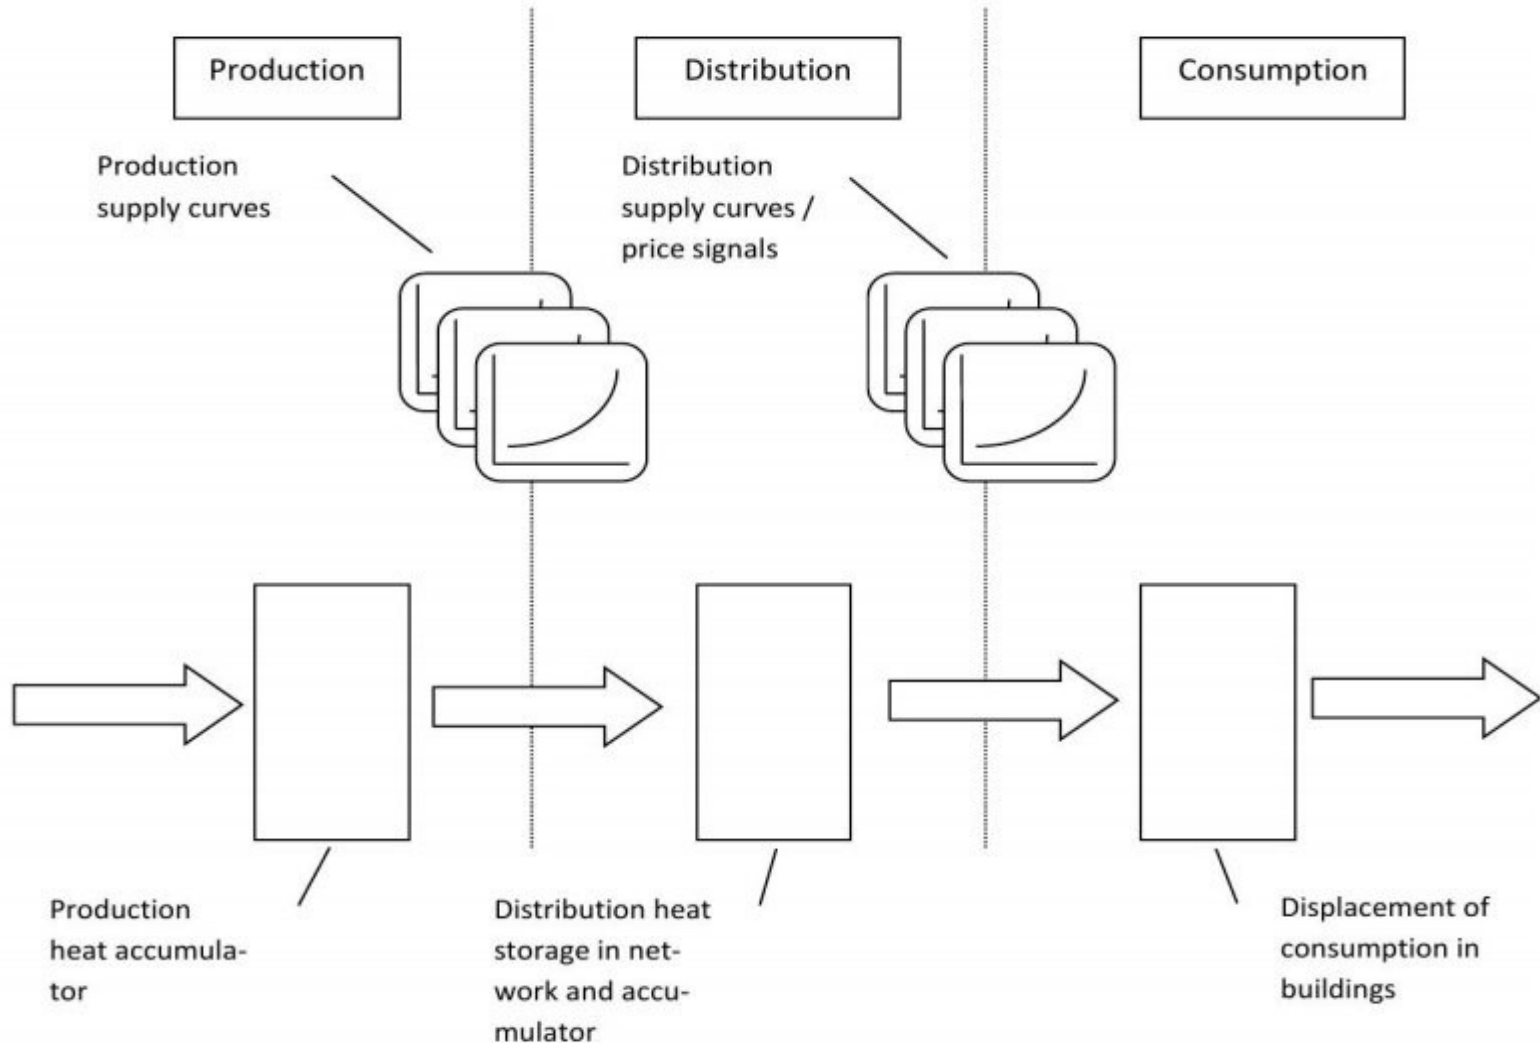 Production
Distribution
Consumption
Production
supply curves
Distribution
supply curves /
price signals
Production
heat accumula-
tor
Distribution heat
storage in net-
work and accu-
mulator
Displacement of
consumption in
buildings